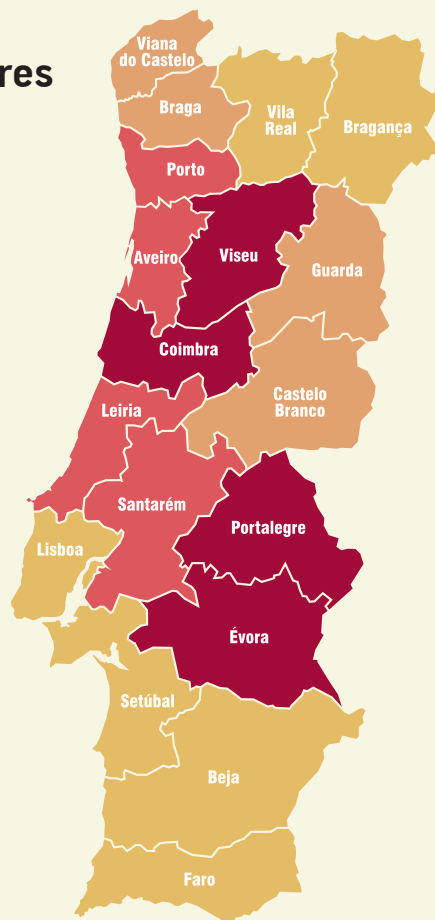 res
Viana
do Castelo
Braga
Vila
Real
Bragança
Porto
Aveiro
Viseu
Guarda
Coimbra
Castelo
Branco
Leiria
Santarém
Portalegre
Lisboa
Évora
Setúbal
Beja
Faro